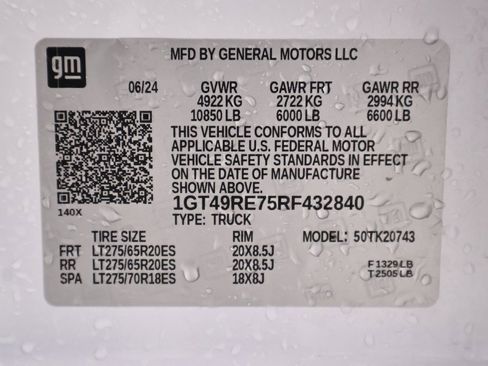 gm
MFD BY GENERAL MOTORS LLC
06/24 GVWR GAWR FRT GAWR RR
4922 KG 2722 KG 2994 KG
10850 LB 6000 LB 6600 LB
THIS VEHICLE CONFORMS TO ALL
APPLICABLE U.S. FEDERAL MOTOR
VEHICLE SAFETY STANDARDS IN EFFECT
ON THE DATE OF MANUFACTURE
SHOWN ABOVE.
140X
1GT49RE75RF432840
TYPE: TRUCK
TIRE SIZE RIM MODEL: 50TK20743
FRT LT275/65R20ES 20X8.5J
RR LT275/65R20ES 20X8.5J F 1329 LB
SPA LT275/70R18ES 18X8J T 2505 LB